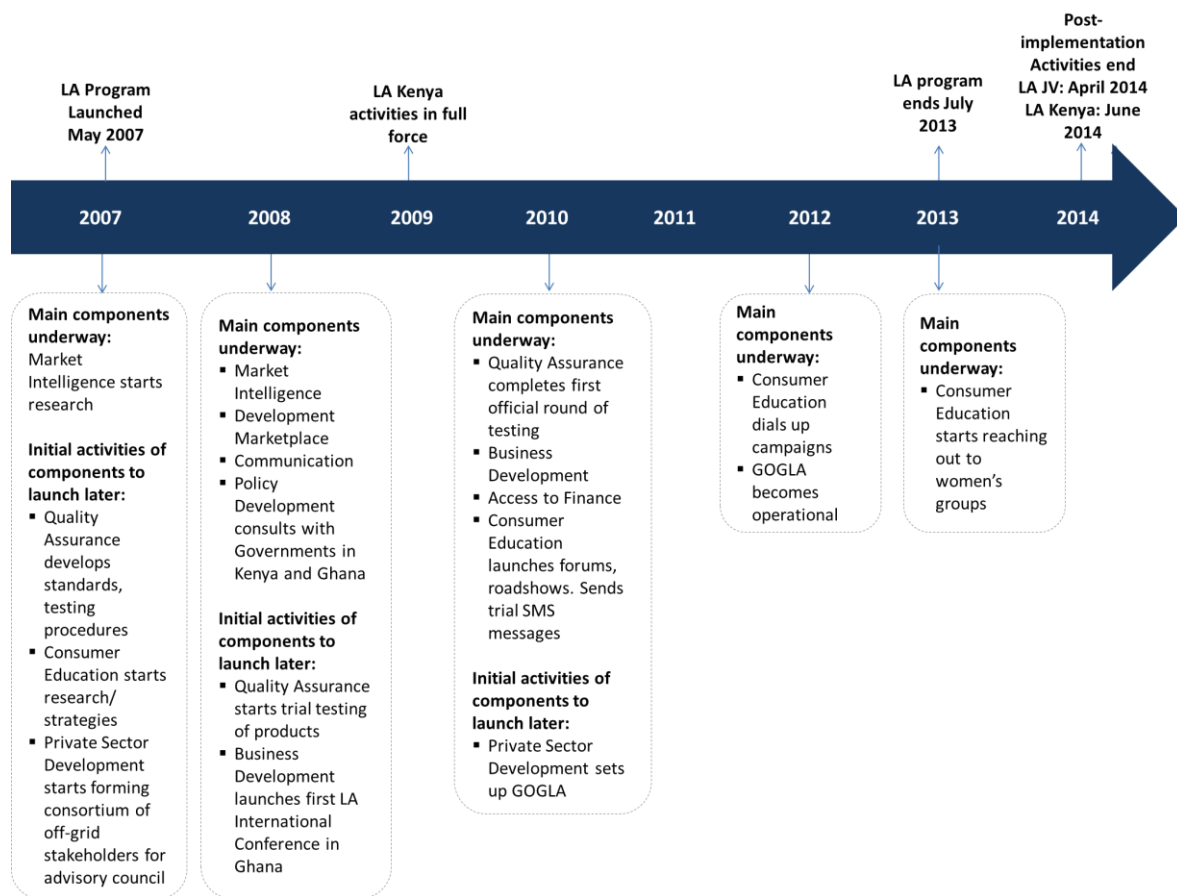 LA Program
Launched
May 2007
LA Kenya
activities in full
force
LA program
ends July
2013
Post-
implementation
Activities end
LA JV: April 2014
LA Kenya: June
2014
2007
2008
2009
2010
2011
2012
2013
2014
Main components
underway:
Market
Intelligence starts
research
Initial activities of
components to
launch later:
▪ Quality
Assurance
develops
standards,
testing
procedures
▪ Consumer
Education starts
research/
strategies
▪ Private Sector
Development
starts forming
consortium of
off-grid
stakeholders for
advisory council
Main components
underway:
▪ Market
Intelligence
▪ Development
Marketplace
▪ Communication
▪ Policy
Development
consults with
Governments in
Kenya and Ghana
Initial activities of
components to
launch later:
▪ Quality Assurance
starts trial testing
of products
▪ Business
Development
launches first LA
International
Conference in
Ghana
Main components
underway:
▪ Quality Assurance
completes first
official round of
testing
▪ Business
Development
▪ Access to Finance
▪ Consumer
Education
launches forums,
roadshows. Sends
trial SMS
messages
Initial activities of
components to
launch later:
▪ Private Sector
Development sets
up GOGLA
Main
components
underway:
▪ Consumer
Education
dials up
campaigns
▪ GOGLA
becomes
operational
Main
components
underway:
▪ Consumer
Education
starts reaching
out to
women’s
groups